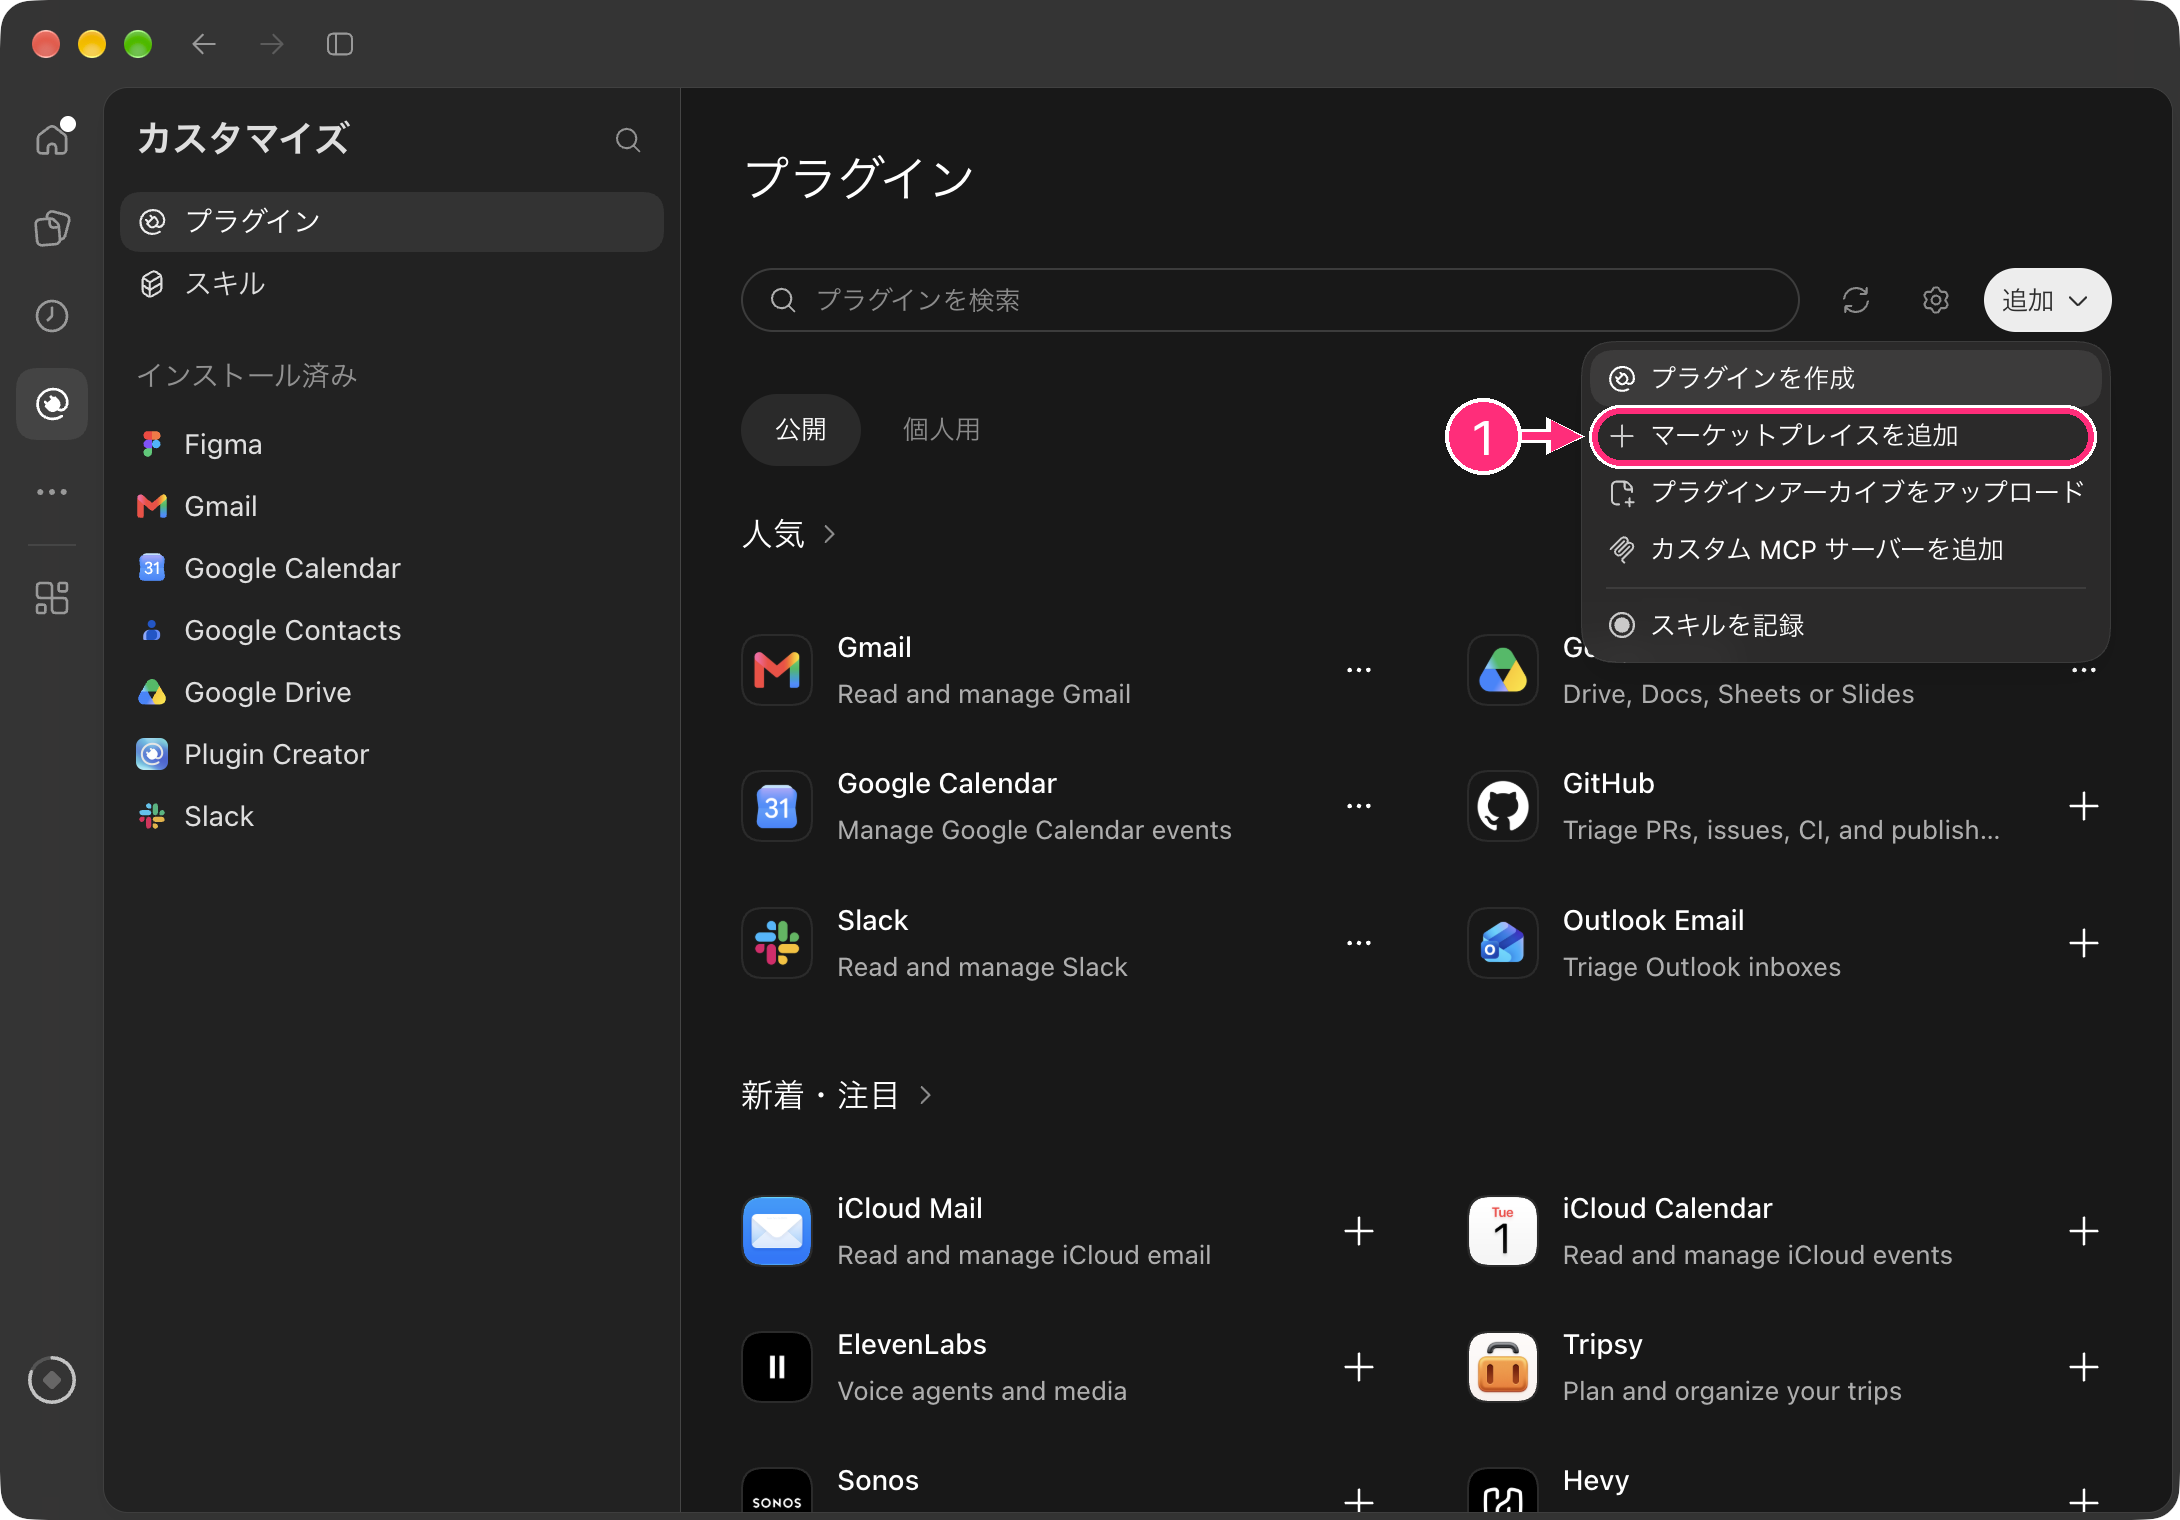 カスタマイズ
プラグイン
スキル
インストール済み
Figma
Gmail
31
Google Calendar
Google Contacts
Google Drive
Plugin Creator
Slack
プラグイン
プラグインを検索
追加
公開
個人用
プラグインを作成
1
マーケットプレイスを追加
プラグインアーカイブをアップロード
カスタム MCP サーバーを追加
スキルを記録
人気
Gmail
Read and manage Gmail
Drive, Docs, Sheets or Slides
31
Google Calendar
Manage Google Calendar events
GitHub
Triage PRs, issues, CI, and publish...
Slack
Read and manage Slack
Outlook Email
Triage Outlook inboxes
新着・注目
iCloud Mail
Read and manage iCloud email
Tue
1
iCloud Calendar
Read and manage iCloud events
ElevenLabs
Voice agents and media
Tripsy
Plan and organize your trips
SONOS
Sonos
Hevy